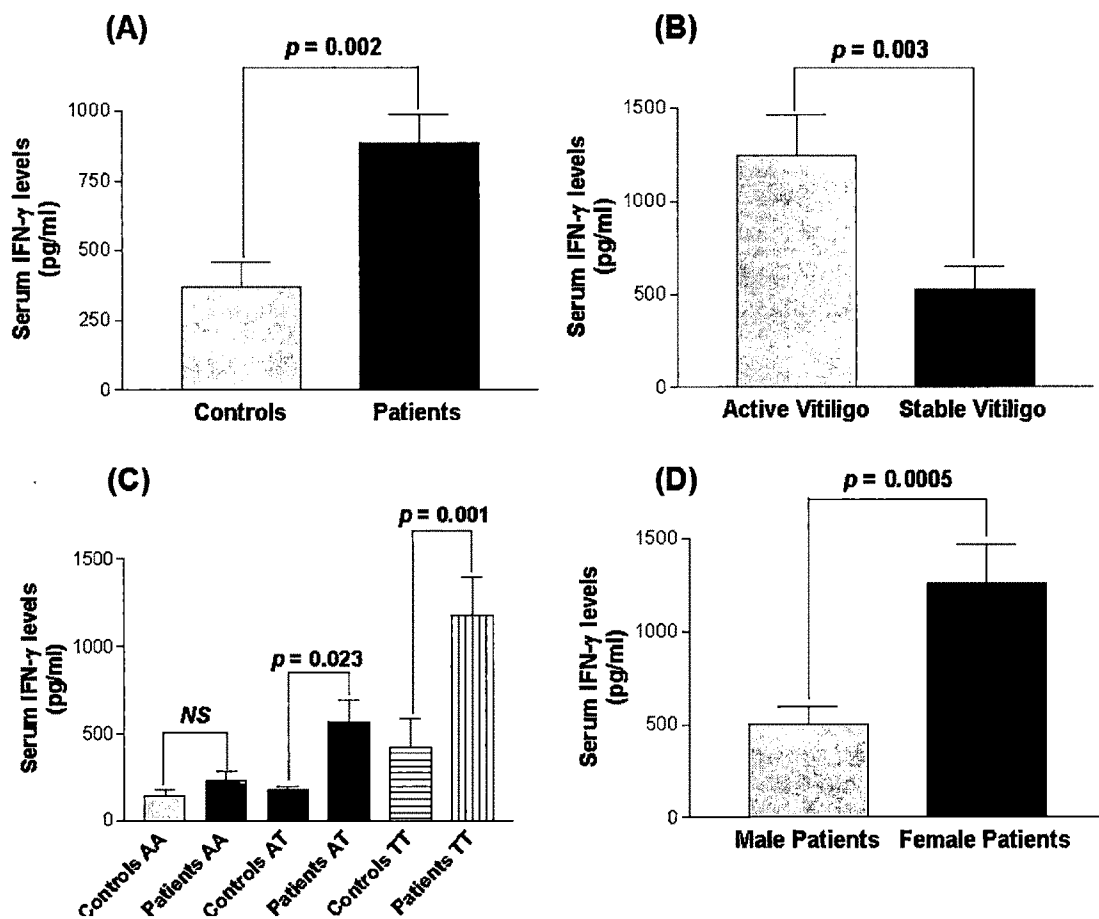 (A)
p = 0.002
Serum IFN-γ levels
(pg/ml)
1000
750
500
250
0
Controls
Patients
(B)
p = 0.003
Serum IFN-γ levels
(pg/ml)
1500
1000
500
0
Active Vitiligo
Stable Vitiligo
(C)
p = 0.001
p = 0.023
NS
Serum IFN-γ levels
(pg/ml)
1500
1000
500
0
Controls AA
Patients AA
Controls AT
Patients AT
Controls TT
Patients TT
(D)
p = 0.0005
Serum IFN-γ levels
(pg/ml)
1500
1000
500
0
Male Patients
Female Patients